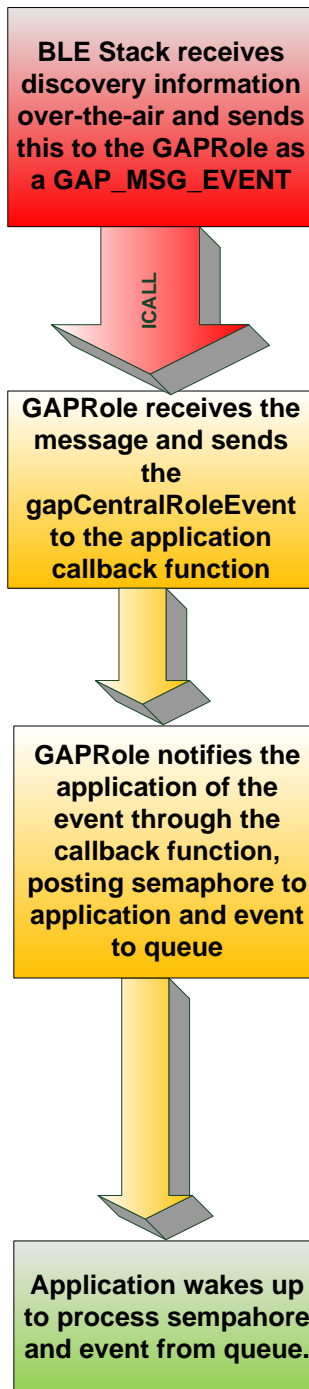 BLE Stack receives
discovery information
over-the-air and sends
this to the GAPRole as
a GAP_MSG_EVENT
ICALL
GAPRole receives the
message and sends
the
gapCentralRoleEvent
to the application
callback function
GAPRole notifies the
application of the
event through the
callback function,
posting semaphore to
application and event
to queue
Application wakes up
to process sempahore
and event from queue.